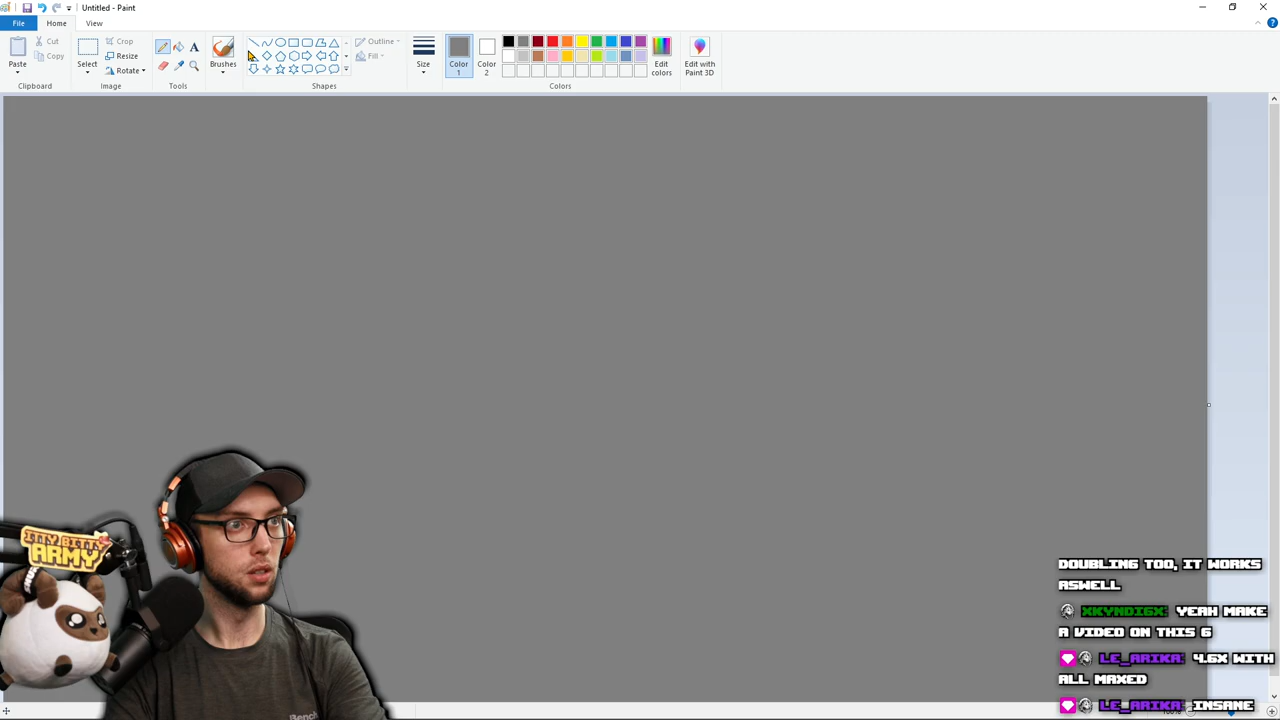 Untitled - Paint
File
Home
View
Paste
Cut
Copy
Clipboard
Select
Crop
Resize
Rotate
Image
Tools
Brushes
Outline
Fill
Shapes
Size
Color
1
Color
2
Edit
colors
Colors
Edit with
Paint 3D
ITTY BITTY
ARMY
Bench
DOUBLING TOO, IT WORKS
ASWELL
XKYNDIGX: YEAH MAKE
A VIDEO ON THIS G
LE_ARIKA: 4.6X WITH
ALL MAXED
LE_ARIKA: INSANE
100%